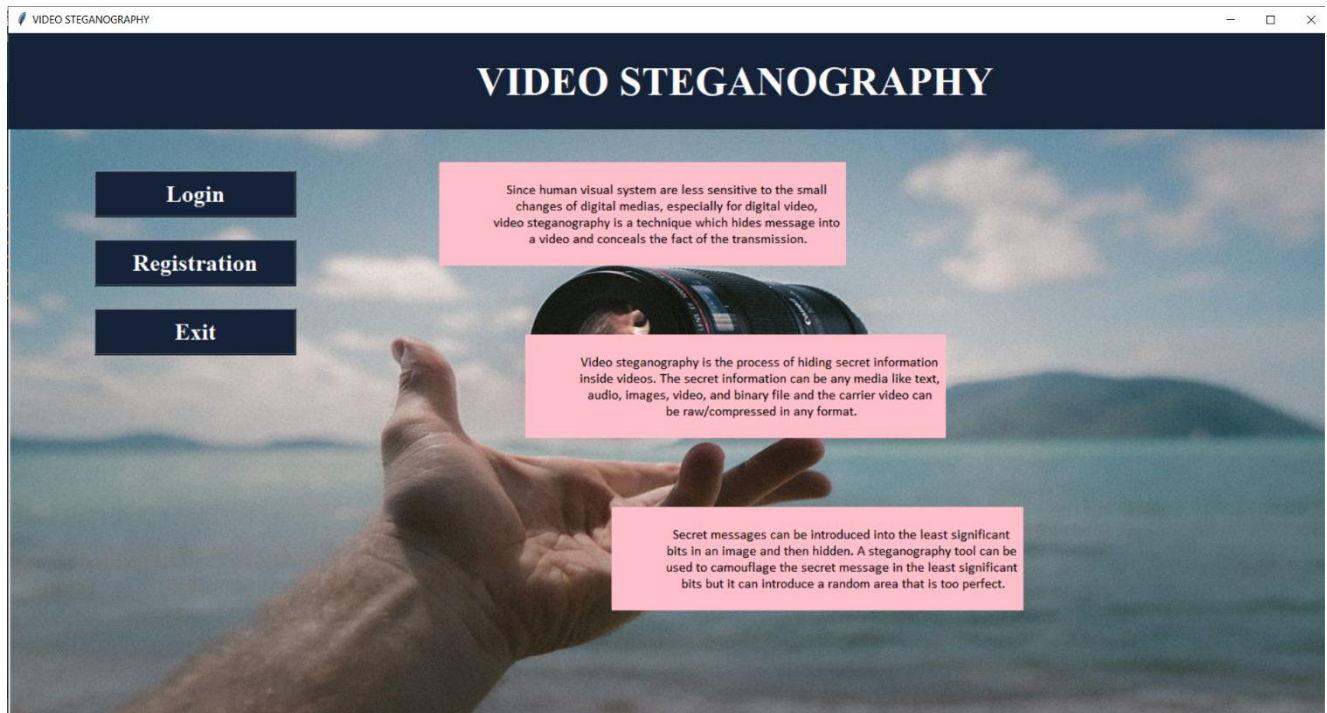 VIDEO STEGANOGRAPHY
VIDEO STEGANOGRAPHY
Login
Registration
Exit
Since human visual system are less sensitive to the small
changes of digital medias, especially for digital video,
video steganography is a technique which hides message into
a video and conceals the fact of the transmission.
Video steganography is the process of hiding secret information
inside videos. The secret information can be any media like text,
audio, images, video, and binary file and the carrier video can
be raw/compressed in any format.
Secret messages can be introduced into the least significant
bits in an image and then hidden. A steganography tool can be
used to camouflage the secret message in the least significant
bits but it can introduce a random area that is too perfect.